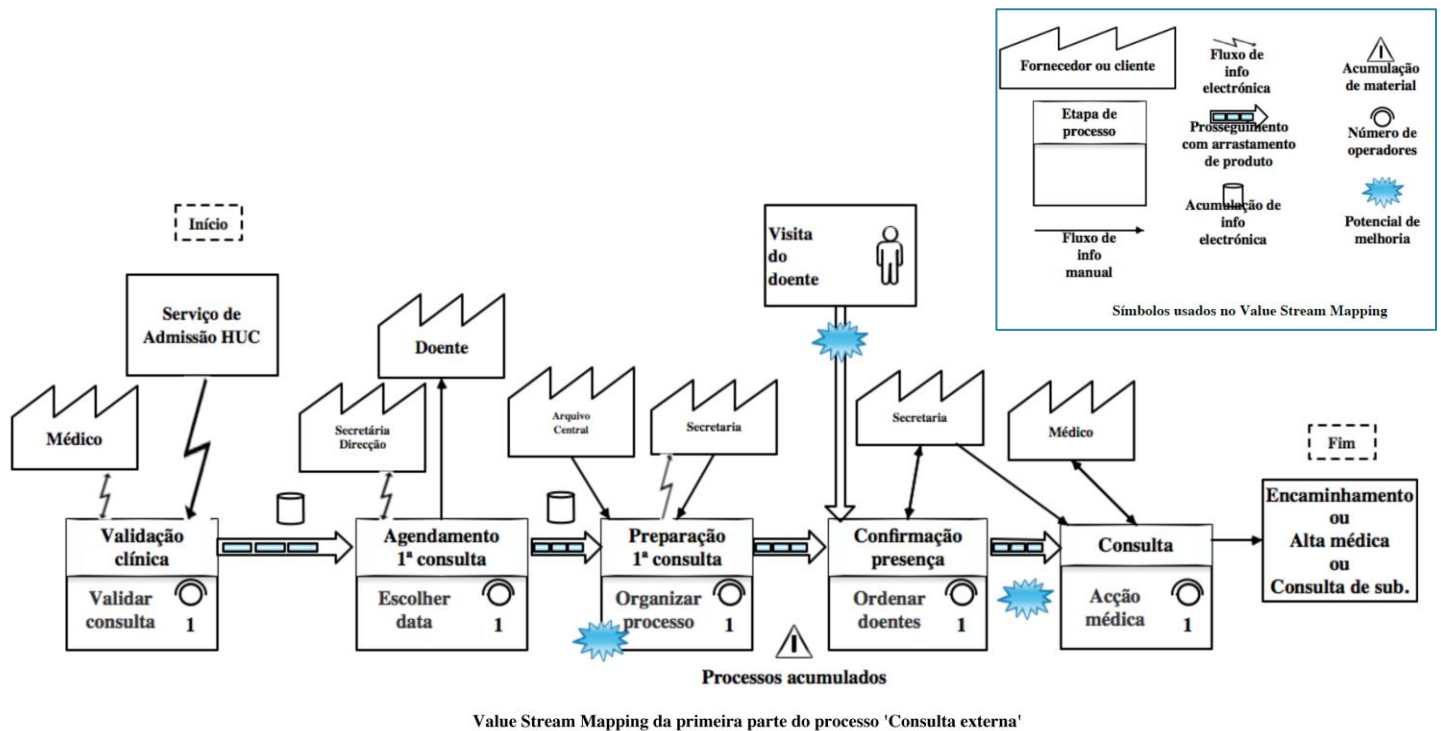 Fornecedor ou cliente
Fluxo de
info
electrónica
Acumulação
de material
Etapa de
processo
Prosseguimento
com arrastamento
de produto
Número de
operadores
Acumulação de
info
electrónica
Potencial de
melhoria
Fluxo de
info
manual
Símbolos usados no Value Stream Mapping
Início
Visita
do
doente
Serviço de
Admissão HUC
Doente
Médico
Secretária
Direcção
Arquivo
Central
Secretaria
Secretaria
Médico
Fim
Validação
clínica
Validar
consulta
1
Agendamento
1ª consulta
Escolher
data
1
Preparação
1ª consulta
Organizar
processo
1
Confirmação
presença
Ordenar
doentes
1
Consulta
Acção
médica
1
Encaminhamento
ou
Alta médica
ou
Consulta de sub.
Processos acumulados
Value Stream Mapping da primeira parte do processo 'Consulta externa'